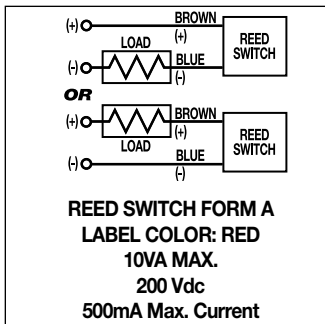 (+) BROWN
(+)
LOAD
REED
SWITCH
(-) BLUE
(-)
OR
(+) BROWN
(+)
LOAD
REED
SWITCH
(-) BLUE
(-)
REED SWITCH FORM A
LABEL COLOR: RED
10VA MAX.
200 Vdc
500mA Max. Current